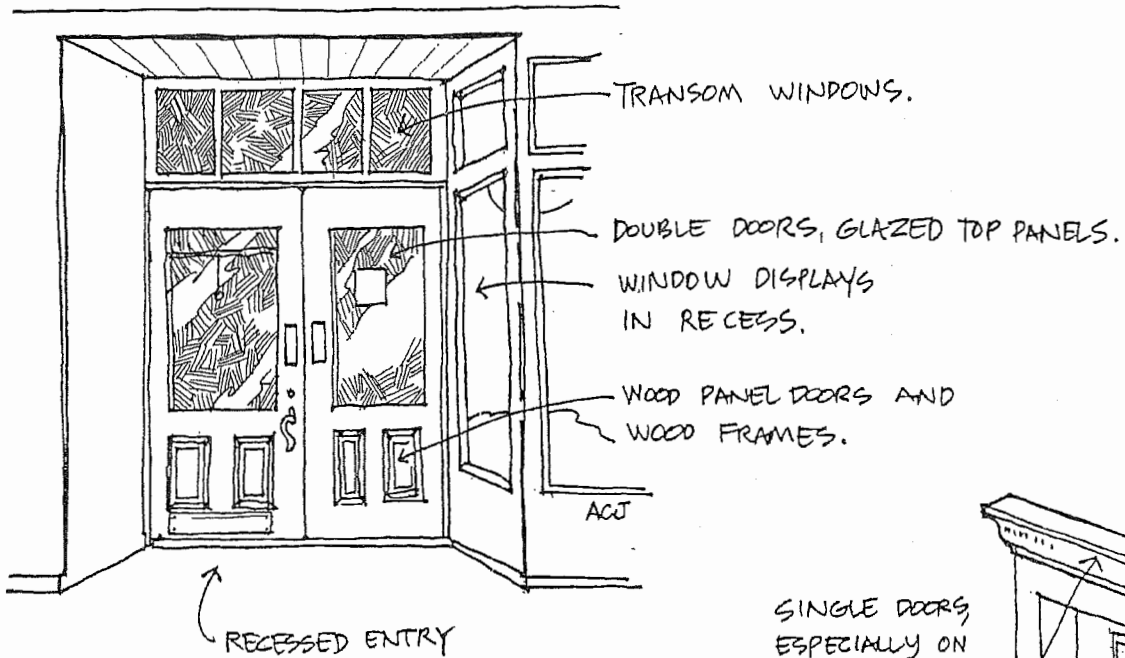 TRANSOM WINDOWS.
DOUBLE DOORS, GLAZED TOP PANELS.
WINDOW DISPLAYS
IN RECESS.
WOOD PANEL DOORS AND
WOOD FRAMES.
ACJ
RECESSED ENTRY
SINGLE DOORS,
ESPECIALLY ON